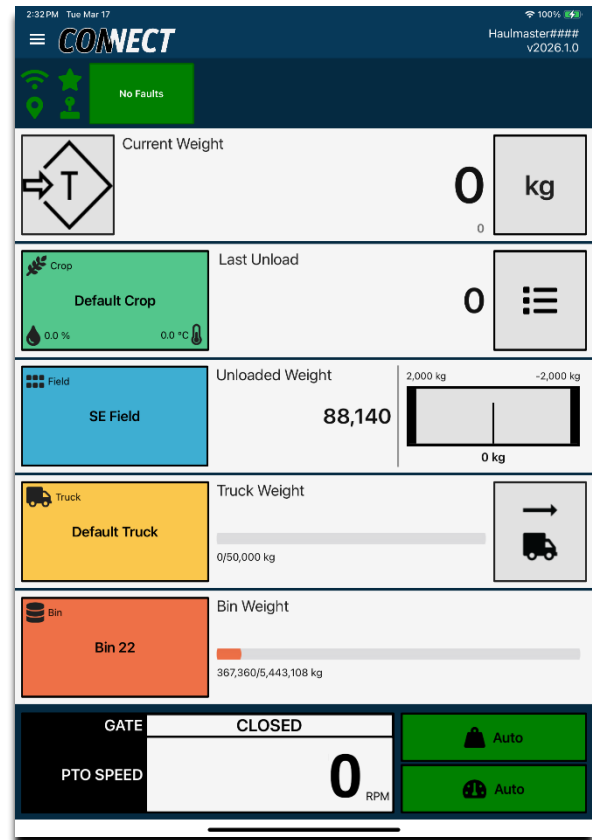 2:32 PM Tue Mar 17
100%
CONNECT
Haulmaster####
v2026.1.0
No Faults
Current Weight
T
0
kg
0
Crop
Default Crop
0.0 %
0.0 °C
Last Unload
0
Field
SE Field
Unloaded Weight
88,140
2,000 kg
-2,000 kg
0 kg
Truck
Default Truck
Truck Weight
0/50,000 kg
Bin
Bin 22
Bin Weight
367,360/5,443,108 kg
GATE
CLOSED
PTO SPEED
0
RPM
Auto
Auto